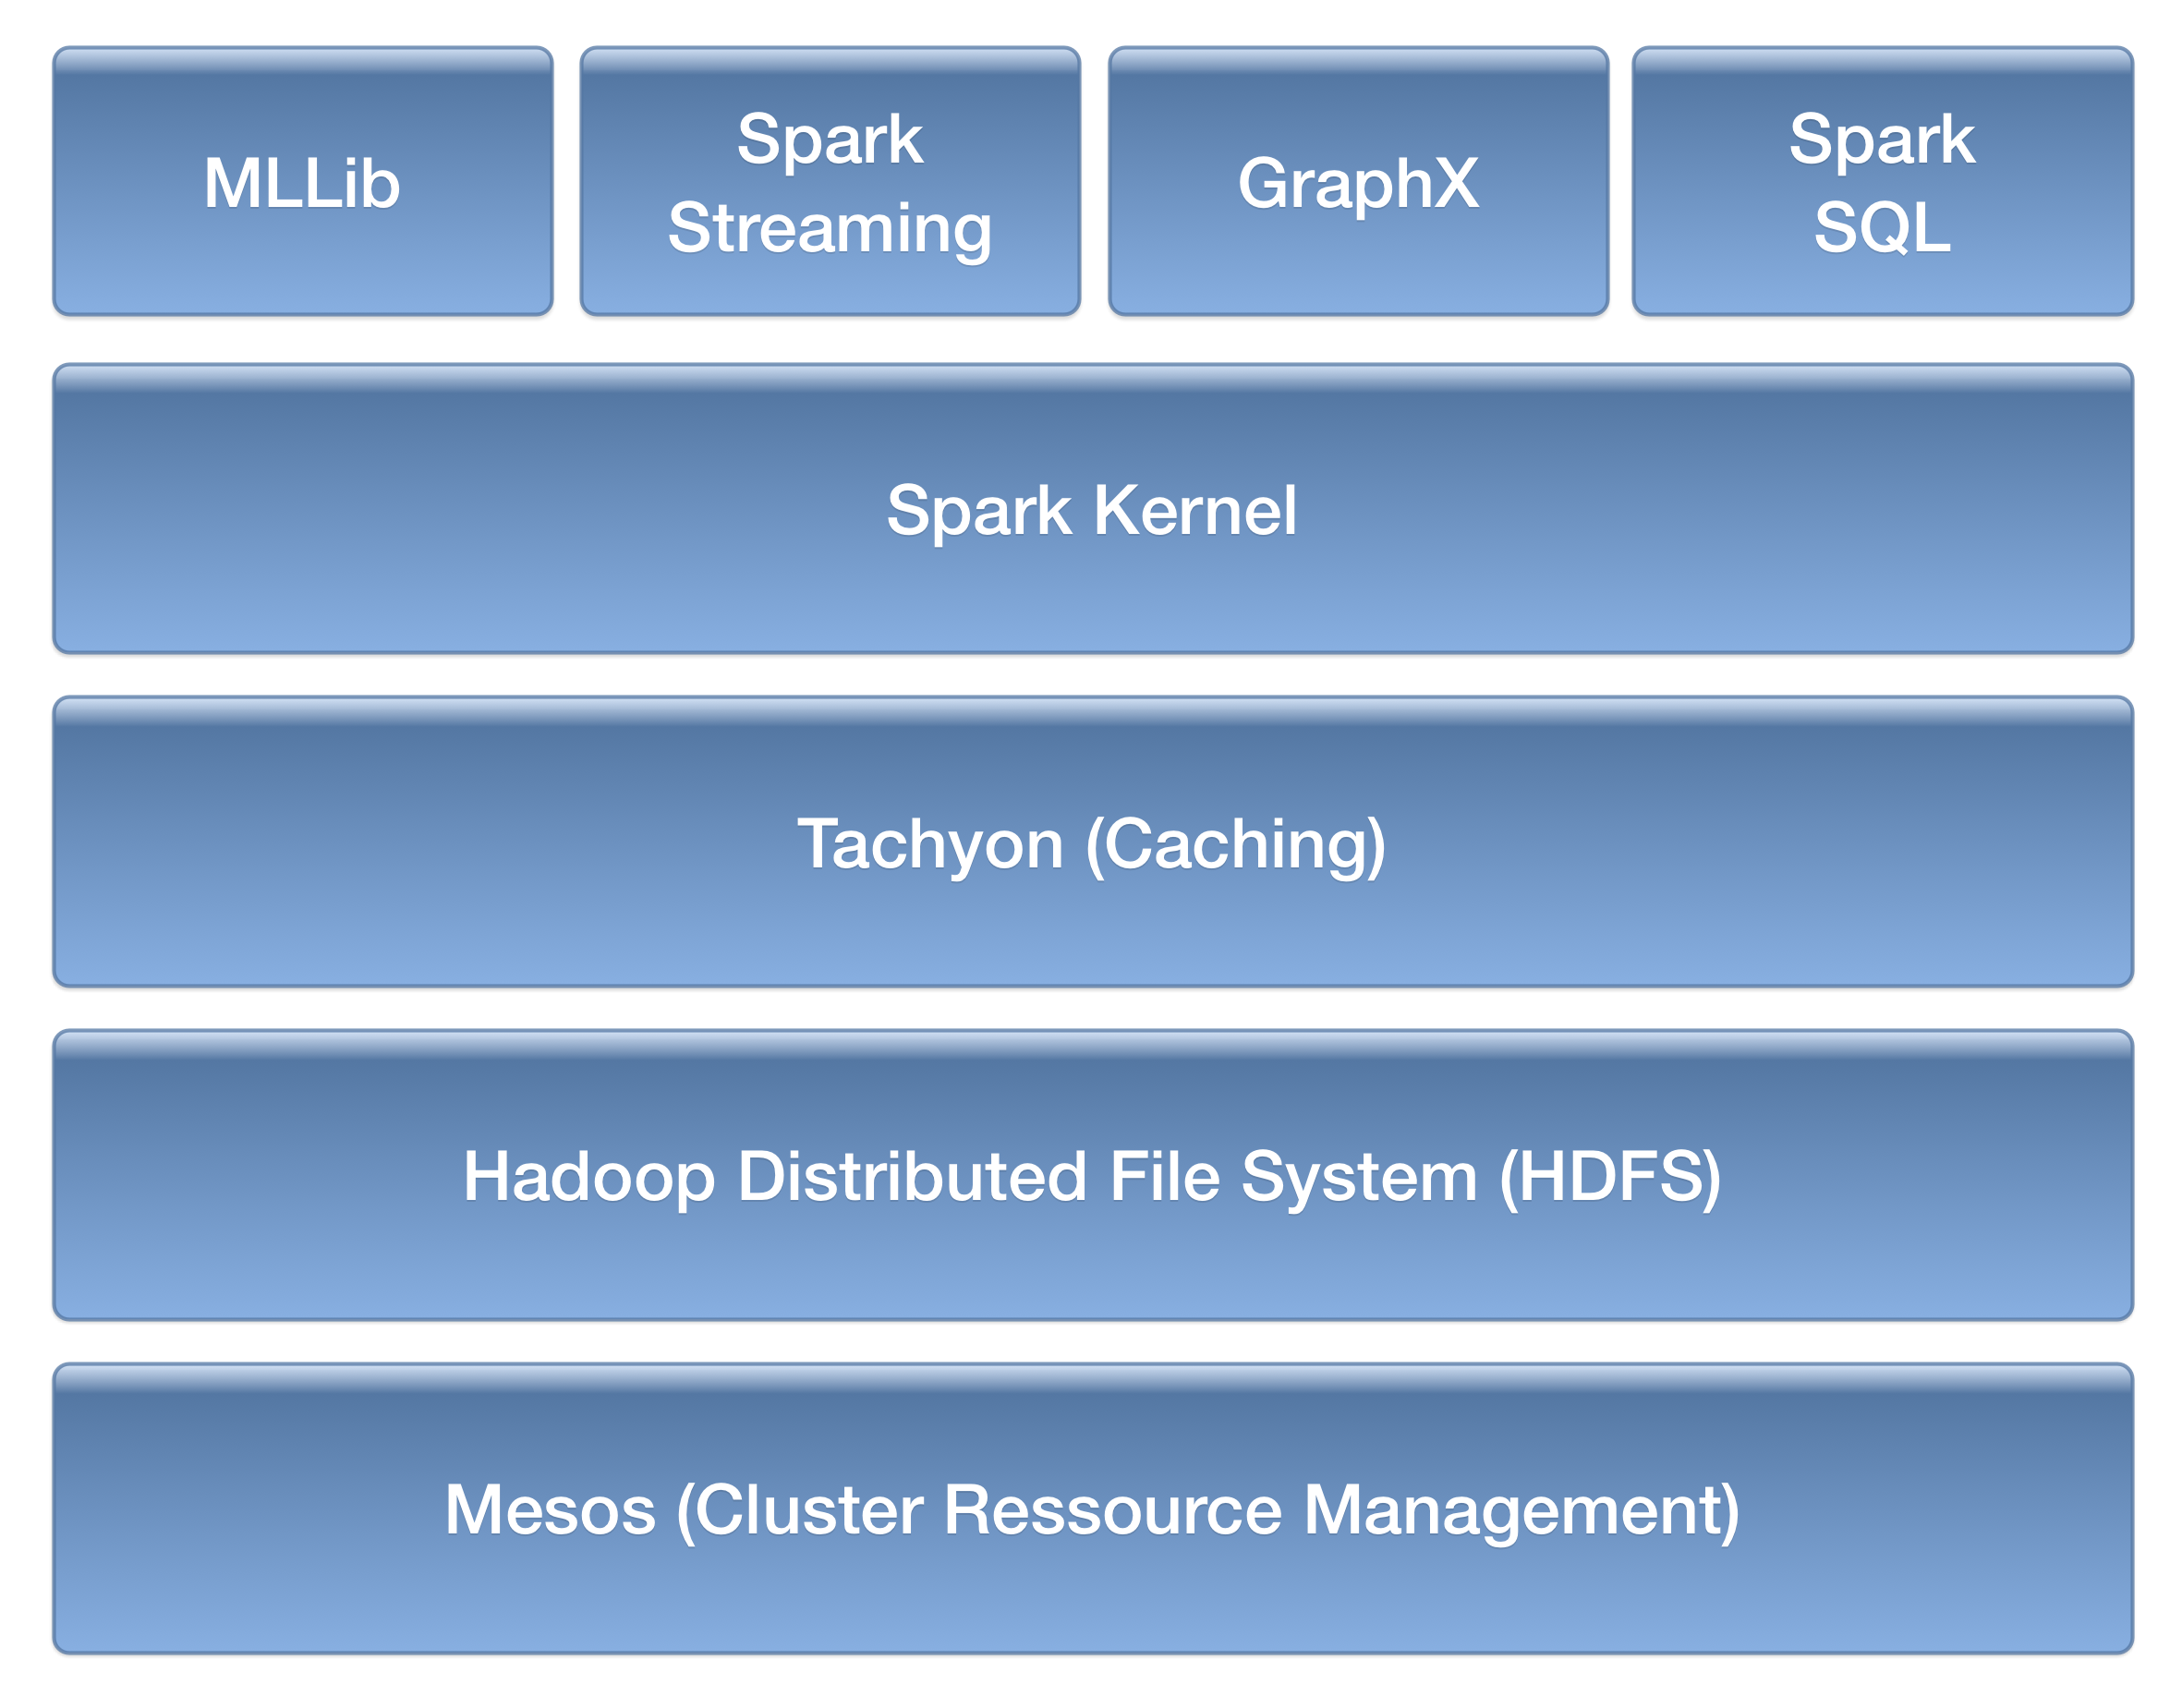 MLLib
Spark
Streaming
GraphX
Spark
SQL
Spark Kernel
Tachyon (Caching)
Hadoop Distributed File System (HDFS)
Mesos (Cluster Ressource Management)